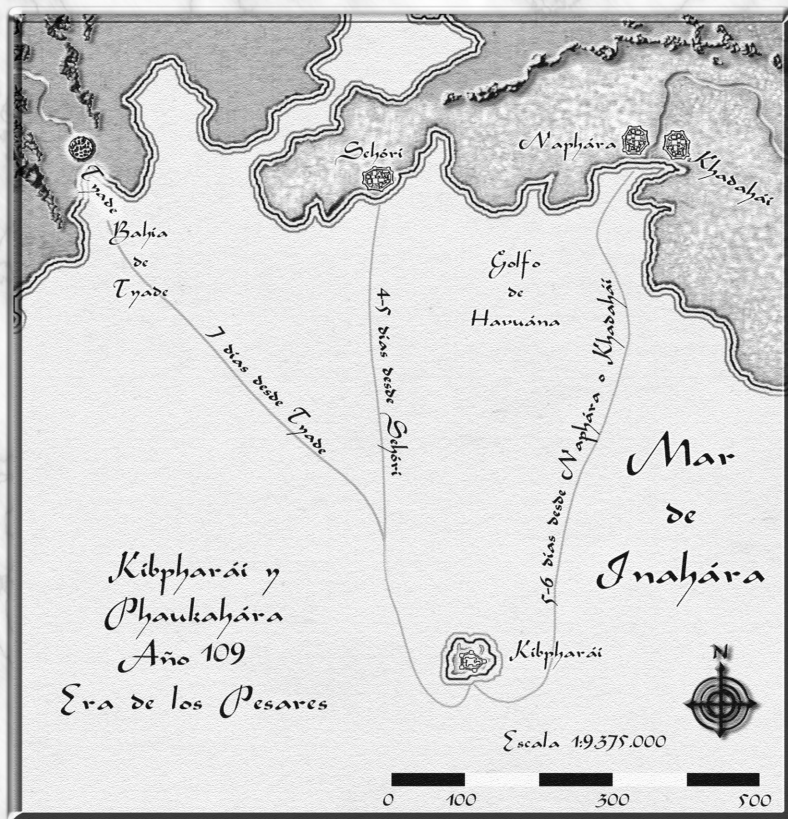 Sehóri
Naphára
Khadahái
Tyade
Bahía
de
Tyade
Golfo
de
Havuána
7 días desde Tyade
4-5 días desde Sehóri
5-6 días desde Naphára o Khadahái
Mar
de
Inahára
Kibpharái y
Phaukahára
Año 109
Era de los Pesares
Kibpharái
N
Escala 1:9.375.000
0 100 300 500